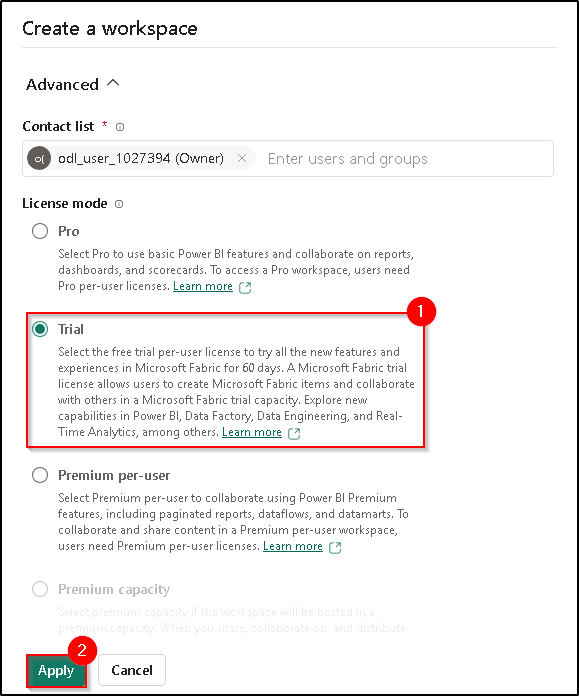 Create a workspace
Advanced
Contact list *
o( odl_user_1027394 (Owner) Enter users and groups
License mode
Pro
Select Pro to use basic Power BI features and collaborate on reports,
dashboards, and scorecards. To access a Pro workspace, users need
Pro per-user licenses. Learn more
1
Trial
Select the free trial per-user license to try all the new features and
experiences in Microsoft Fabric for 60 days. A Microsoft Fabric trial
license allows users to create Microsoft Fabric items and collaborate
with others in a Microsoft Fabric trial capacity. Explore new
capabilities in Power BI, Data Factory, Data Engineering, and Real-
Time Analytics, among others. Learn more
Premium per-user
Select Premium per-user to collaborate using Power BI Premium
features, including paginated reports, dataflows, and datamarts. To
collaborate and share content in a Premium per-user workspace,
users need Premium per-user licenses. Learn more
Premium capacity
Select premium capacity if the workspace will be hosted in a
premium capacity. When you share, collaborate on, and distribute
2
Apply Cancel